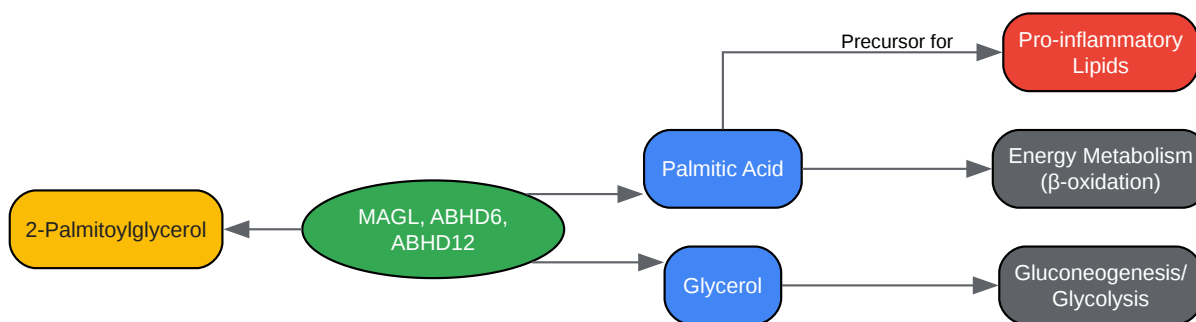 2-Palmitoylglycerol
MAGL, ABHD6,
ABHD12
Palmitic Acid
Glycerol
Precursor for
Pro-inflammatory
Lipids
Energy Metabolism
(β-oxidation)
Gluconeogenesis/
Glycolysis